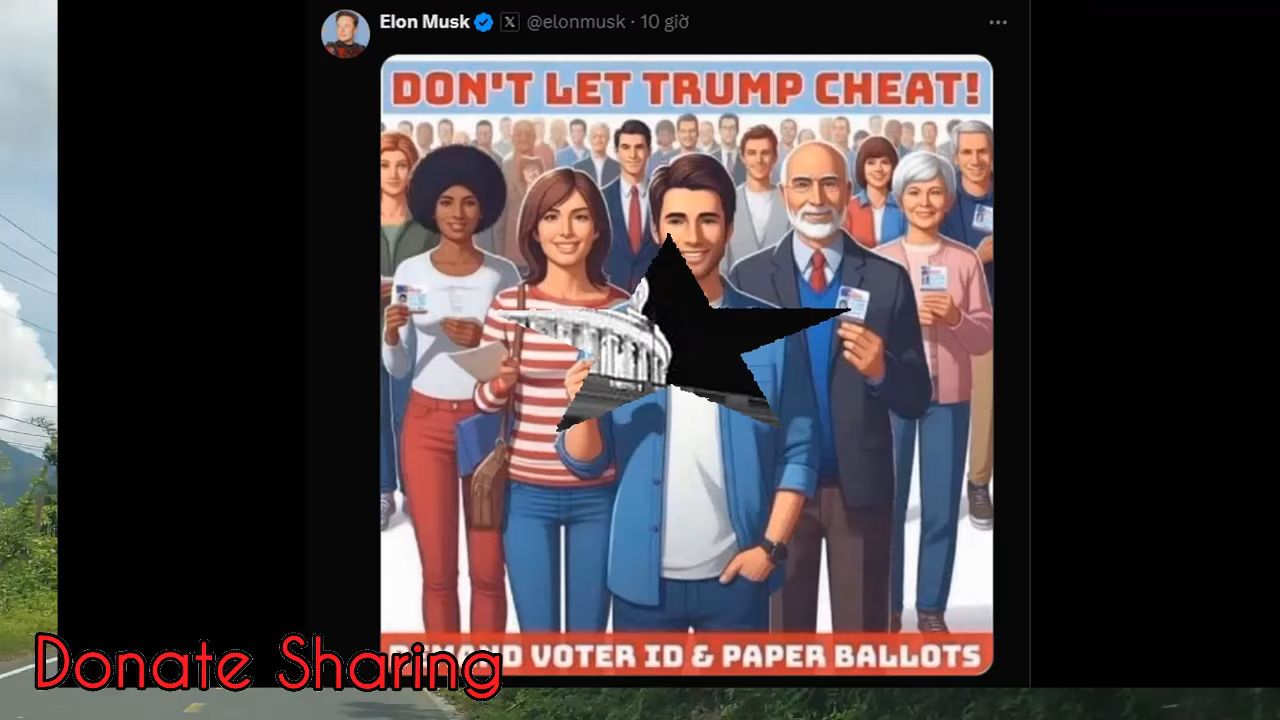 Elon Musk @elonmusk · 10 giờ
DON'T LET TRUMP CHEAT!
VOTER ID & PAPER BALLOTS
Donate Sharing